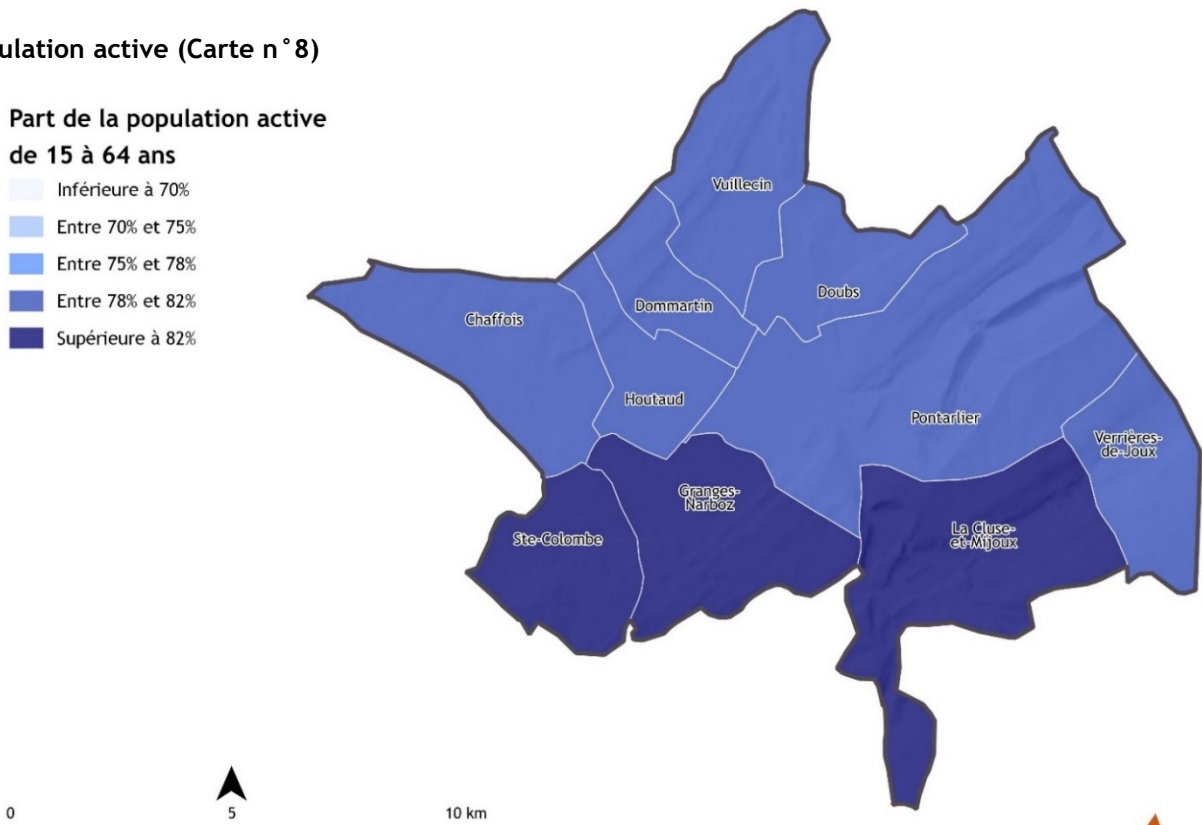 ulation active (Carte n°8)
Part de la population active
de 15 à 64 ans
Inférieure à 70%
Entre 70% et 75%
Entre 75% et 78%
Entre 78% et 82%
Supérieure à 82%
Vuillecin
Doubs
Dommartin
Chaffois
Houtaud
Pontarlier
Verrières-
de-Joux
Granges-
Narboz
Ste-Colombe
La Cluse-
et-Mijoux
0 5 10 km